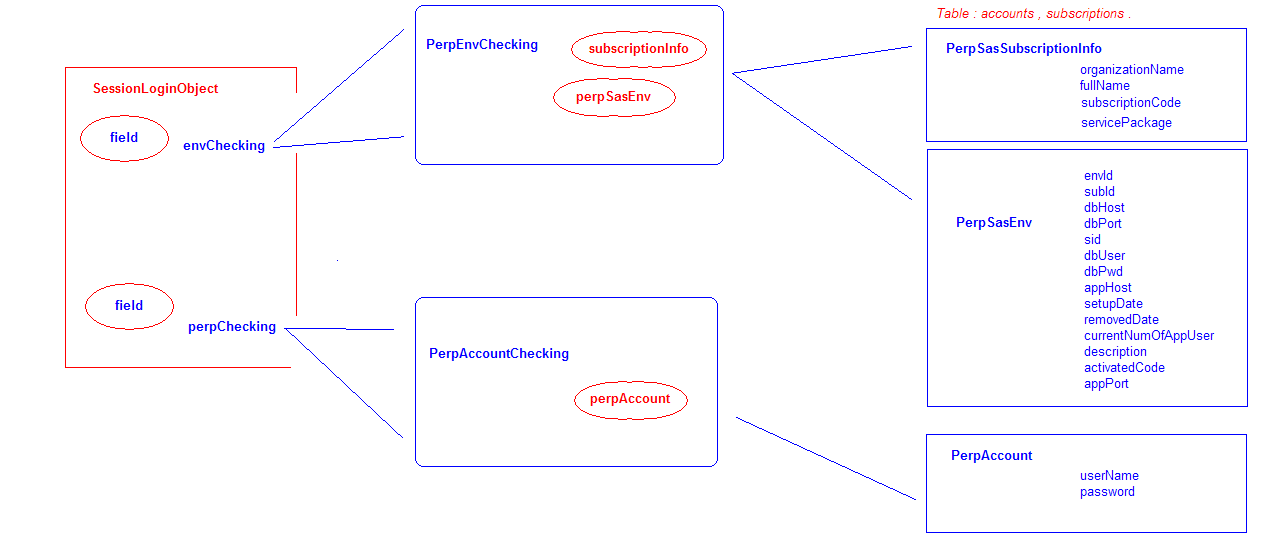 Table : accounts , subscriptions .
SessionLoginObject
field
envChecking
field
perpChecking
PerpEnvChecking
subscriptionInfo
perpSasEnv
PerpAccountChecking
perpAccount
PerpSasSubscriptionInfo
organizationName
fullName
subscriptionCode
servicePackage
PerpSasEnv
envId
subId
dbHost
dbPort
sid
dbUser
dbPwd
appHost
setupDate
removedDate
currentNumOfAppUser
description
activatedCode
appPort
PerpAccount
userName
password